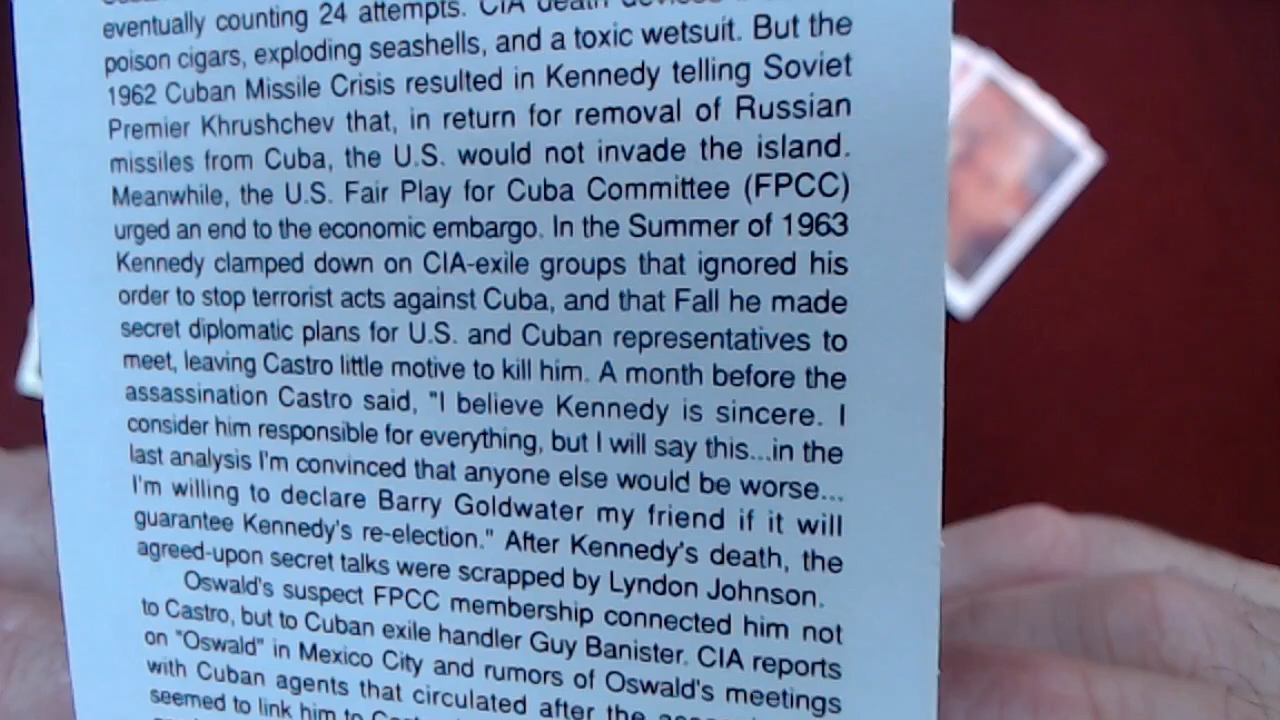 eventually counting 24 attempts. CIA death
poison cigars, exploding seashells, and a toxic wetsuit. But the
1962 Cuban Missile Crisis resulted in Kennedy telling Soviet
Premier Khrushchev that, in return for removal of Russian
missiles from Cuba, the U.S. would not invade the island.
Meanwhile, the U.S. Fair Play for Cuba Committee (FPCC)
urged an end to the economic embargo. In the Summer of 1963
Kennedy clamped down on CIA-exile groups that ignored his
order to stop terrorist acts against Cuba, and that Fall he made
secret diplomatic plans for U.S. and Cuban representatives to
meet, leaving Castro little motive to kill him. A month before the
assassination Castro said, "I believe Kennedy is sincere. I
consider him responsible for everything, but I will say this...in the
last analysis I'm convinced that anyone else would be worse...
I'm willing to declare Barry Goldwater my friend if it will
guarantee Kennedy's re-election." After Kennedy's death, the
agreed-upon secret talks were scrapped by Lyndon Johnson.
Oswald's suspect FPCC membership connected him not
to Castro, but to Cuban exile handler Guy Banister. CIA reports
on "Oswald" in Mexico City and rumors of Oswald's meetings
with Cuban agents that circulated after the
seemed to link him to